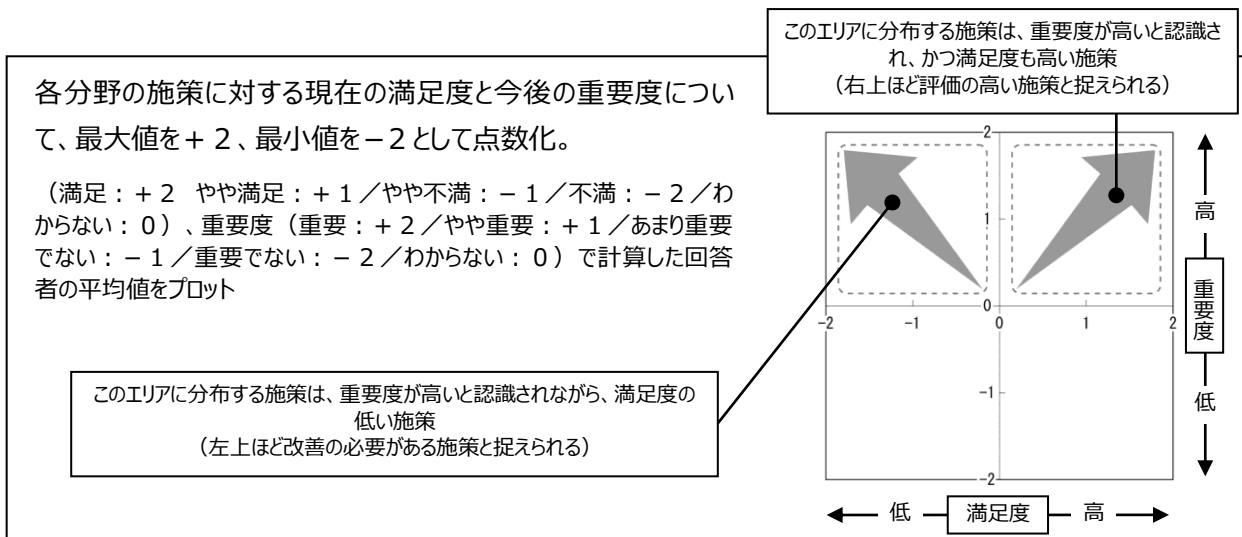 このエリアに分布する施策は、重要度が高いと認識さ
れ、かつ満足度も高い施策
(右上ほど評価の高い施策と捉えられる)
各分野の施策に対する現在の満足度と今後の重要度につい
て、最大値を+2、最小値を-2として点数化。
(満足:+2 やや満足:+1/やや不満:-1/不満:-2/わ
からない:0)、重要度(重要:+2/やや重要:+1/あまり重要
でない:-1/重要でない:-2/わからない:0)で計算した回答
者の平均値をプロット
このエリアに分布する施策は、重要度が高いと認識されながら、満足度の
低い施策
(左上ほど改善の必要がある施策と捉えられる)
2
1
0
-2 -1 0 1 2
-1
-2
高
重要度
低
低 満足度 高